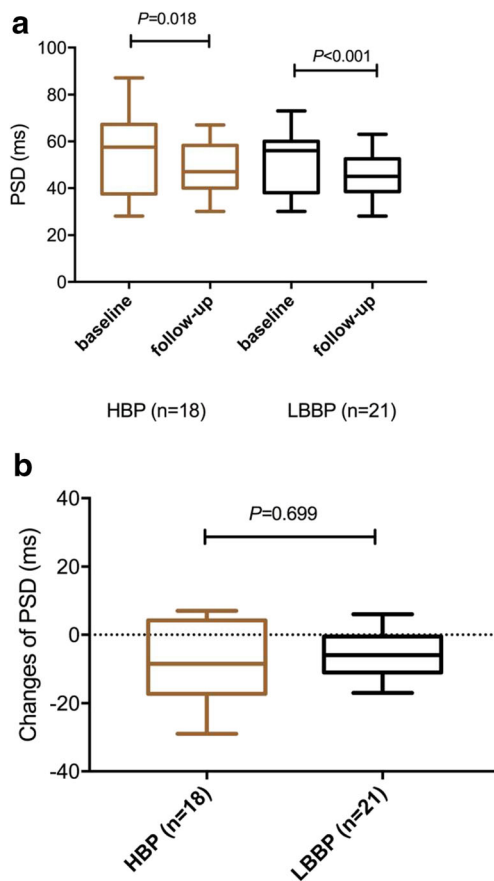 a
P=0.018
P<0.001
PSD (ms)
100
80
60
40
20
0
baseline
follow-up
baseline
follow-up
HBP (n=18)
LBBP (n=21)
b
P=0.699
Changes of PSD (ms)
40
20
0
-20
-40
HBP (n=18)
LBBP (n=21)